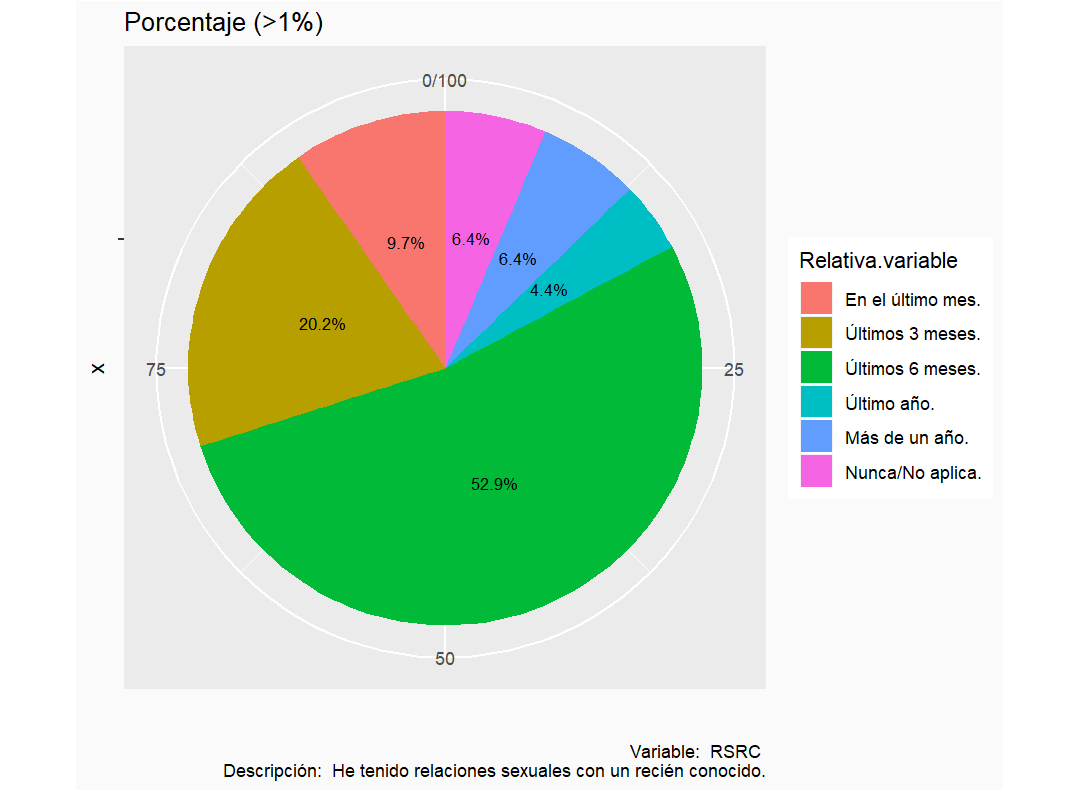 Porcentaje (>1%)
0/100
9.7%
6.4%
6.4%
4.4%
20.2%
75
25
52.9%
50
x
Relativa.variable
En el último mes.
Últimos 3 meses.
Últimos 6 meses.
Último año.
Más de un año.
Nunca/No aplica.
Variable:  RSRC
Descripción:  He tenido relaciones sexuales con un recién conocido.